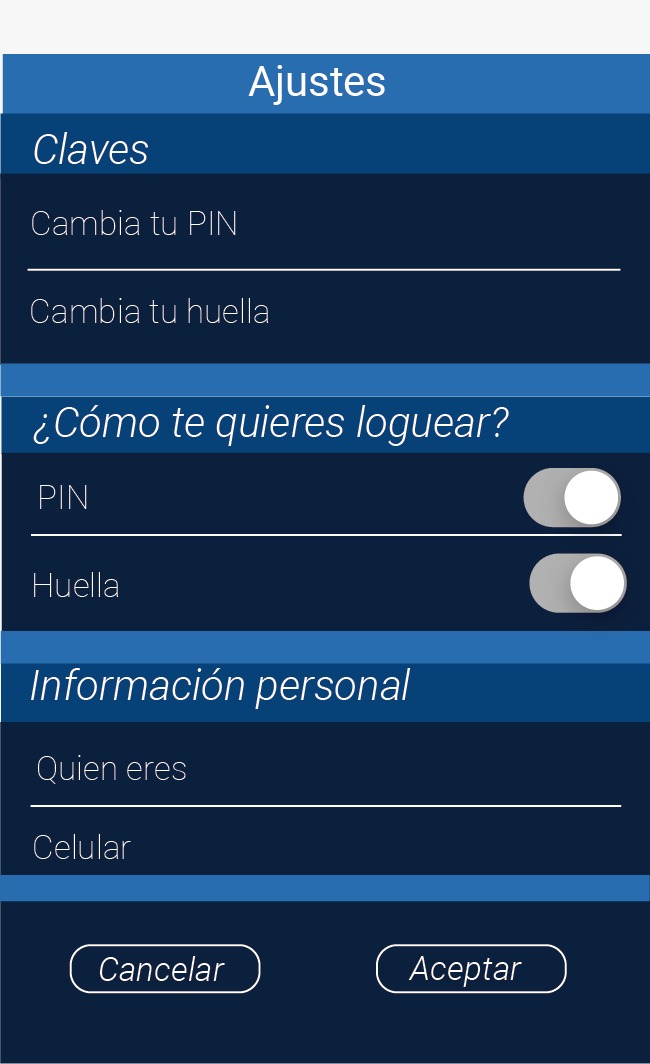 Ajustes
Claves
Cambia tu PIN
Cambia tu huella
¿Cómo te quieres loguear?
PIN
Huella
Información personal
Quien eres
Celular
Cancelar
Aceptar